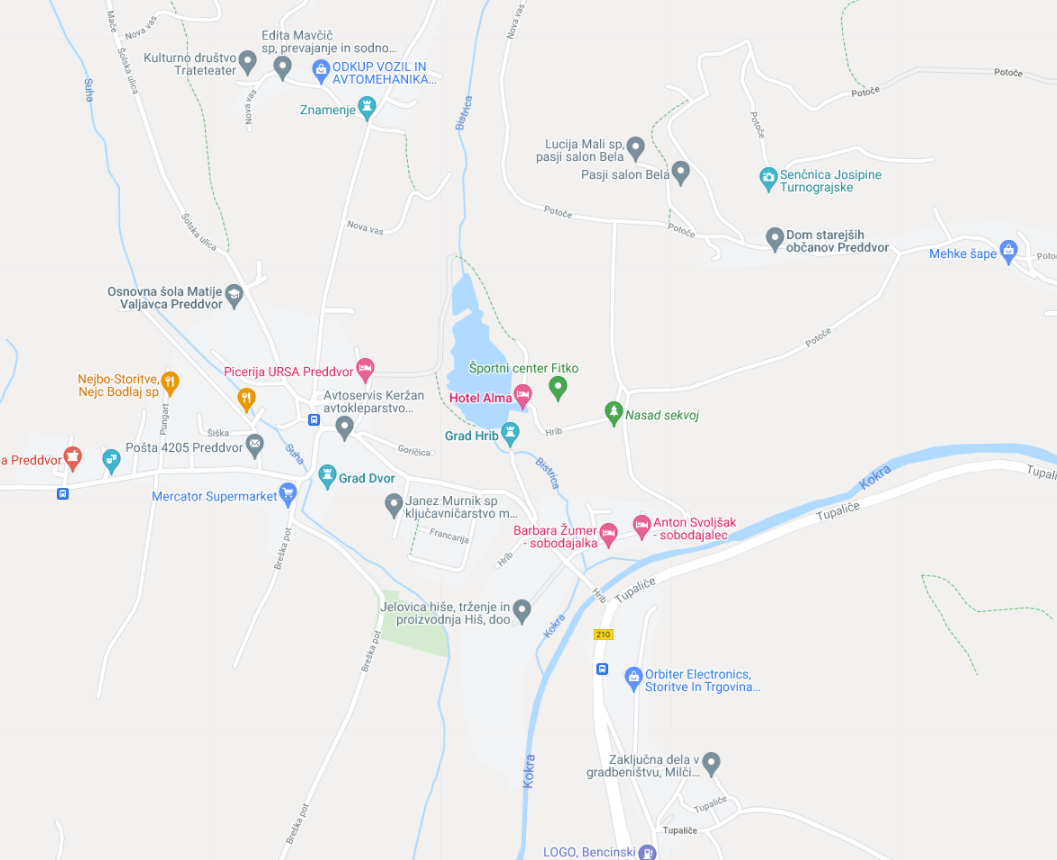 Mače
Nova vas
Nova vas
Edita Mavčič
sp, prevajanje in sodno...
Kulturno društvo
Trateteater
ODKUP VOZIL IN
AVTOMEHANIKA...
Šolska ulica
Suha
Nova vas
Znamenje
Bistrica
Potoče
Potoče
Potoče
Lucija Mali sp,
pasji salon Bela
Pasji salon Bela
Senčnica Josipine
Turnograjske
Potoče
Potoče
Nova vas
Šolska ulica
Dom starejših
občanov Preddvor
Mehke šape
Poto
Osnovna šola Matije
Valjavca Preddvor
Potoče
Picerija URSA Preddvor
Športni center Fitko
Nejbo-Storitve,
Nejc Bodlaj sp
Avtoservis Keržan
avtokleparstvo...
Hotel Alma
Nasad sekvoj
Pungart
Šiška
Hrib
Grad Hrib
Pošta 4205 Preddvor
Suha
Goričica
a Preddvor
Bistrica
Grad Dvor
Kokra
Tupali
Mercator Supermarket
Janez Murnik sp
ključavničarstvo m...
Tupaliče
Anton Svoljšak
- sobodajalec
Barbara Žumer
- sobodajalka
Francarija
Breška pot
Hrib
Hrib
Tupaliče
Jelovica hiše, trženje in
proizvodnja Hiš, doo
Kokra
210
Breška pot
Orbiter Electronics,
Storitve In Trgovina...
Kokra
Zaključna dela v
gradbeništvu, Milči...
Tupaliče
Breška pot
Tupaliče
LOGO, Bencinski